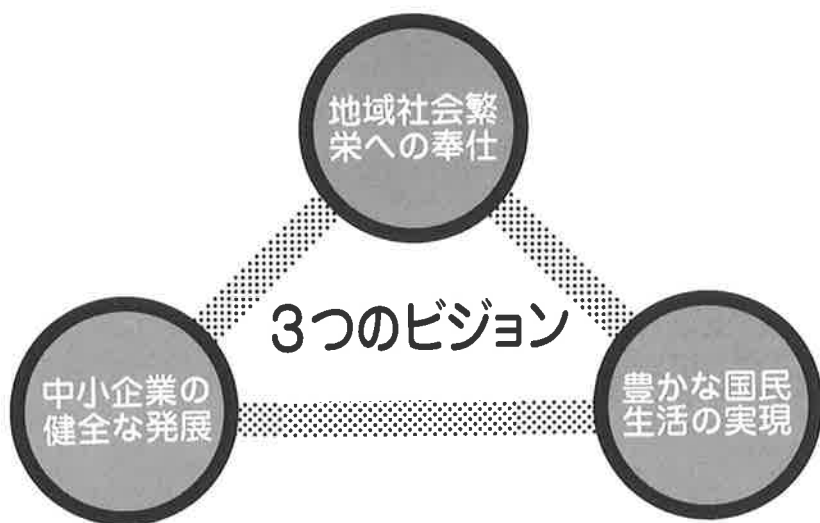 地域社会繁
栄への奉仕
3つのビジョン
中小企業の
健全な発展
豊かな国民
生活の実現